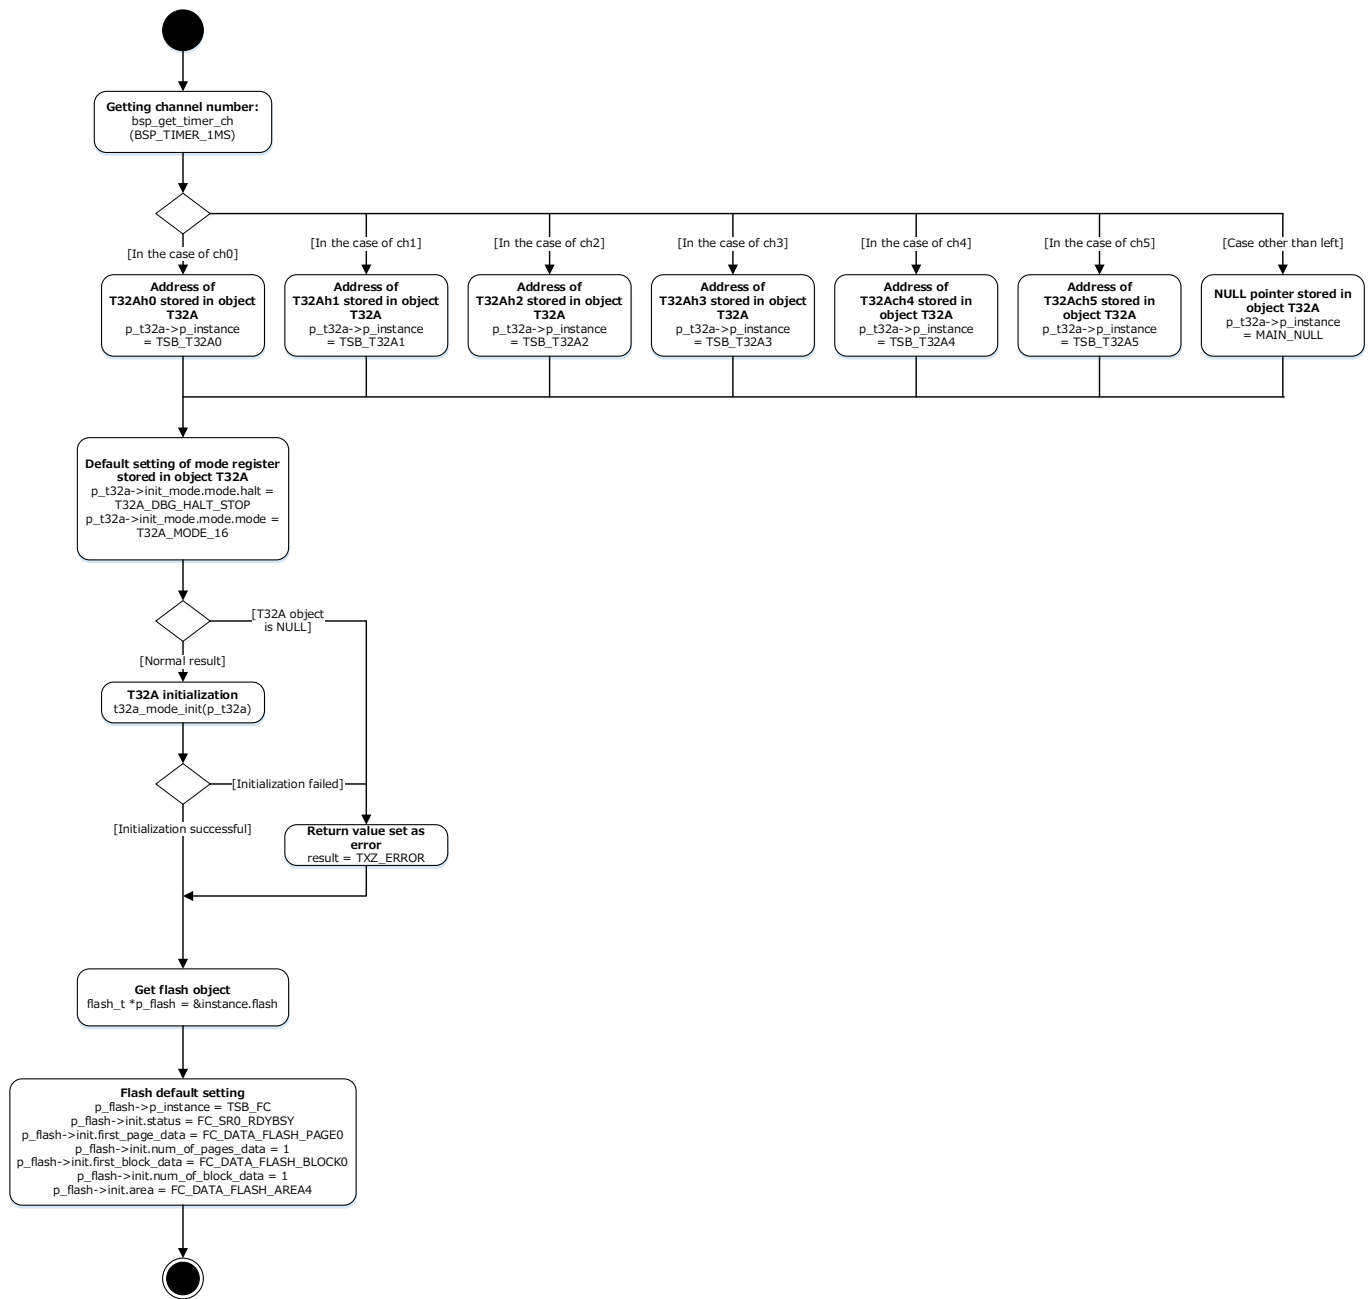 Getting channel number:
bsp_get_timer_ch
(BSP_TIMER_1MS)
[In the case of ch0]
[In the case of ch1]
[In the case of ch2]
[In the case of ch3]
[In the case of ch4]
[In the case of ch5]
[Case other than left]
Address of
T32Ah0 stored in object
T32A
p_t32a->p_instance
= TSB_T32A0
Address of
T32Ah1 stored in object
T32A
p_t32a->p_instance
= TSB_T32A1
Address of
T32Ah2 stored in object
T32A
p_t32a->p_instance
= TSB_T32A2
Address of
T32Ah3 stored in object
T32A
p_t32a->p_instance
= TSB_T32A3
Address of
T32Ach4 stored in
object T32A
p_t32a->p_instance
= TSB_T32A4
Address of
T32Ach5 stored in
object T32A
p_t32a->p_instance
= TSB_T32A5
NULL pointer stored in
object T32A
p_t32a->p_instance
= MAIN_NULL
Default setting of mode register
stored in object T32A
p_t32a->init_mode.mode.halt =
T32A_DBG_HALT_STOP
p_t32a->init_mode.mode.mode =
T32A_MODE_16
[T32A object
is NULL]
[Normal result]
T32A initialization
t32a_mode_init(p_t32a)
[Initialization failed]
[Initialization successful]
Return value set as
error
result = TXZ_ERROR
Get flash object
flash_t *p_flash = &instance.flash
Flash default setting
p_flash->p_instance = TSB_FC
p_flash->init.status = FC_SR0_RDYBSY
p_flash->init.first_page_data = FC_DATA_FLASH_PAGE0
p_flash->init.num_of_pages_data = 1
p_flash->init.first_block_data = FC_DATA_FLASH_BLOCK0
p_flash->init.num_of_block_data = 1
p_flash->init.area = FC_DATA_FLASH_AREA4